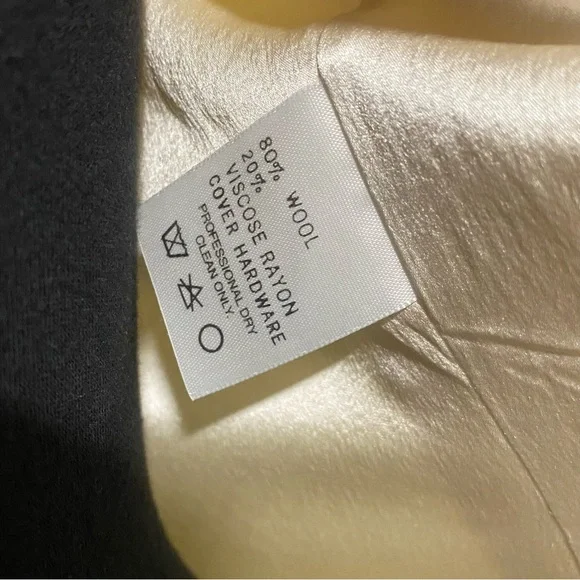 80% WOOL
20%
VISCOSE RAYON
COVER HARDWARE
PROFESSIONAL DRY
CLEAN ONLY.